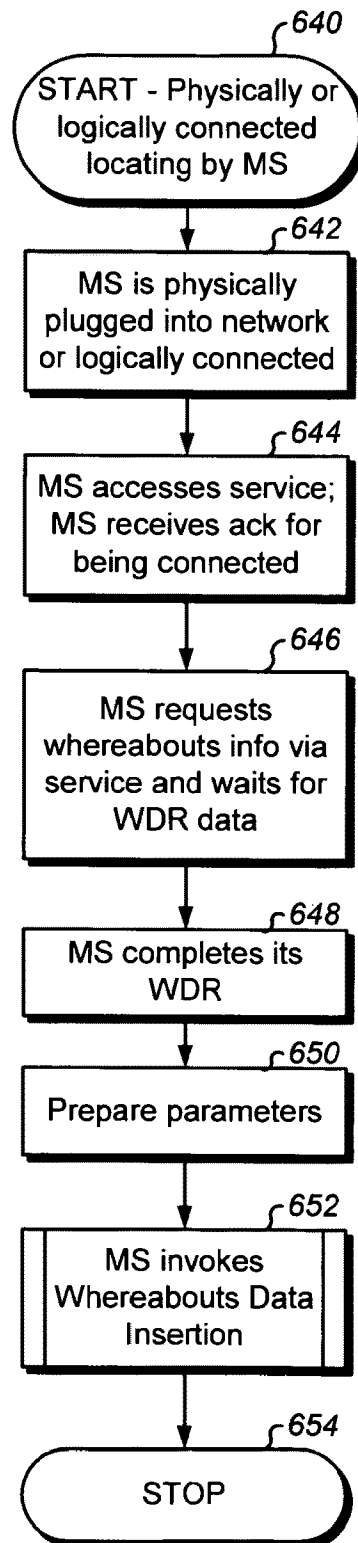 640
START - Physically or
logically connected
locating by MS
642
MS is physically
plugged into network
or logically connected
644
MS accesses service;
MS receives ack for
being connected
646
MS requests
whereabouts info via
service and waits for
WDR data
648
MS completes its
WDR
650
Prepare parameters
652
MS invokes
Whereabouts Data
Insertion
654
STOP